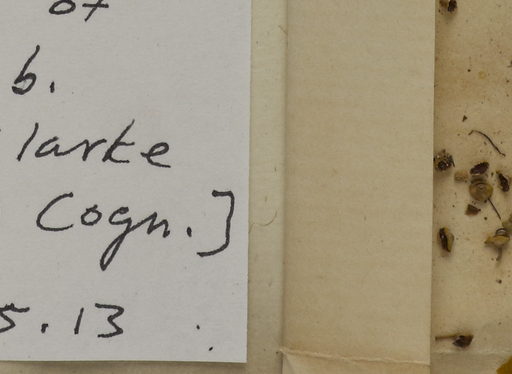 of
b.
larke
Cogn.]
5.13